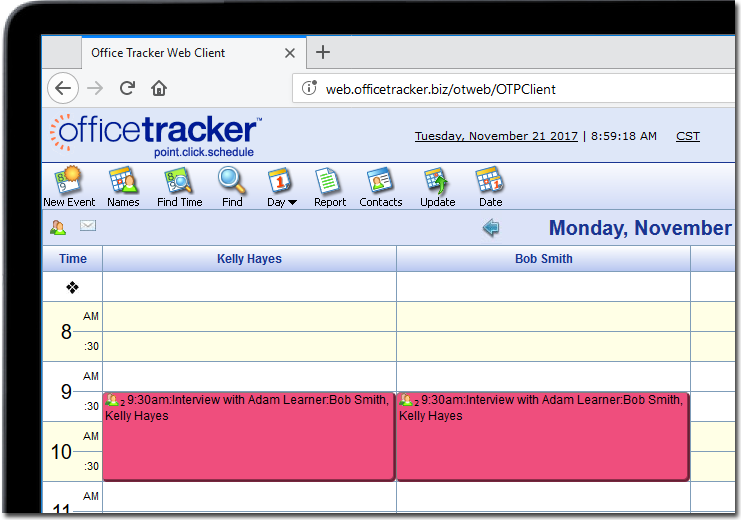 Office Tracker Web Client
web.officetracker.biz/otweb/OTPClient
officetracker™
point.click.schedule
Tuesday, November 21 2017 | 8:59:18 AM CST
New Event Names Find Time Find Day Report Contacts Update Date
Monday, November
Time Kelly Hayes Bob Smith
8 AM
:30
9 AM
:30
2 9:30am:Interview with Adam Learner:Bob Smith,
Kelly Hayes
2 9:30am:Interview with Adam Learner:Bob Smith,
Kelly Hayes
10 AM
:30
11 AM